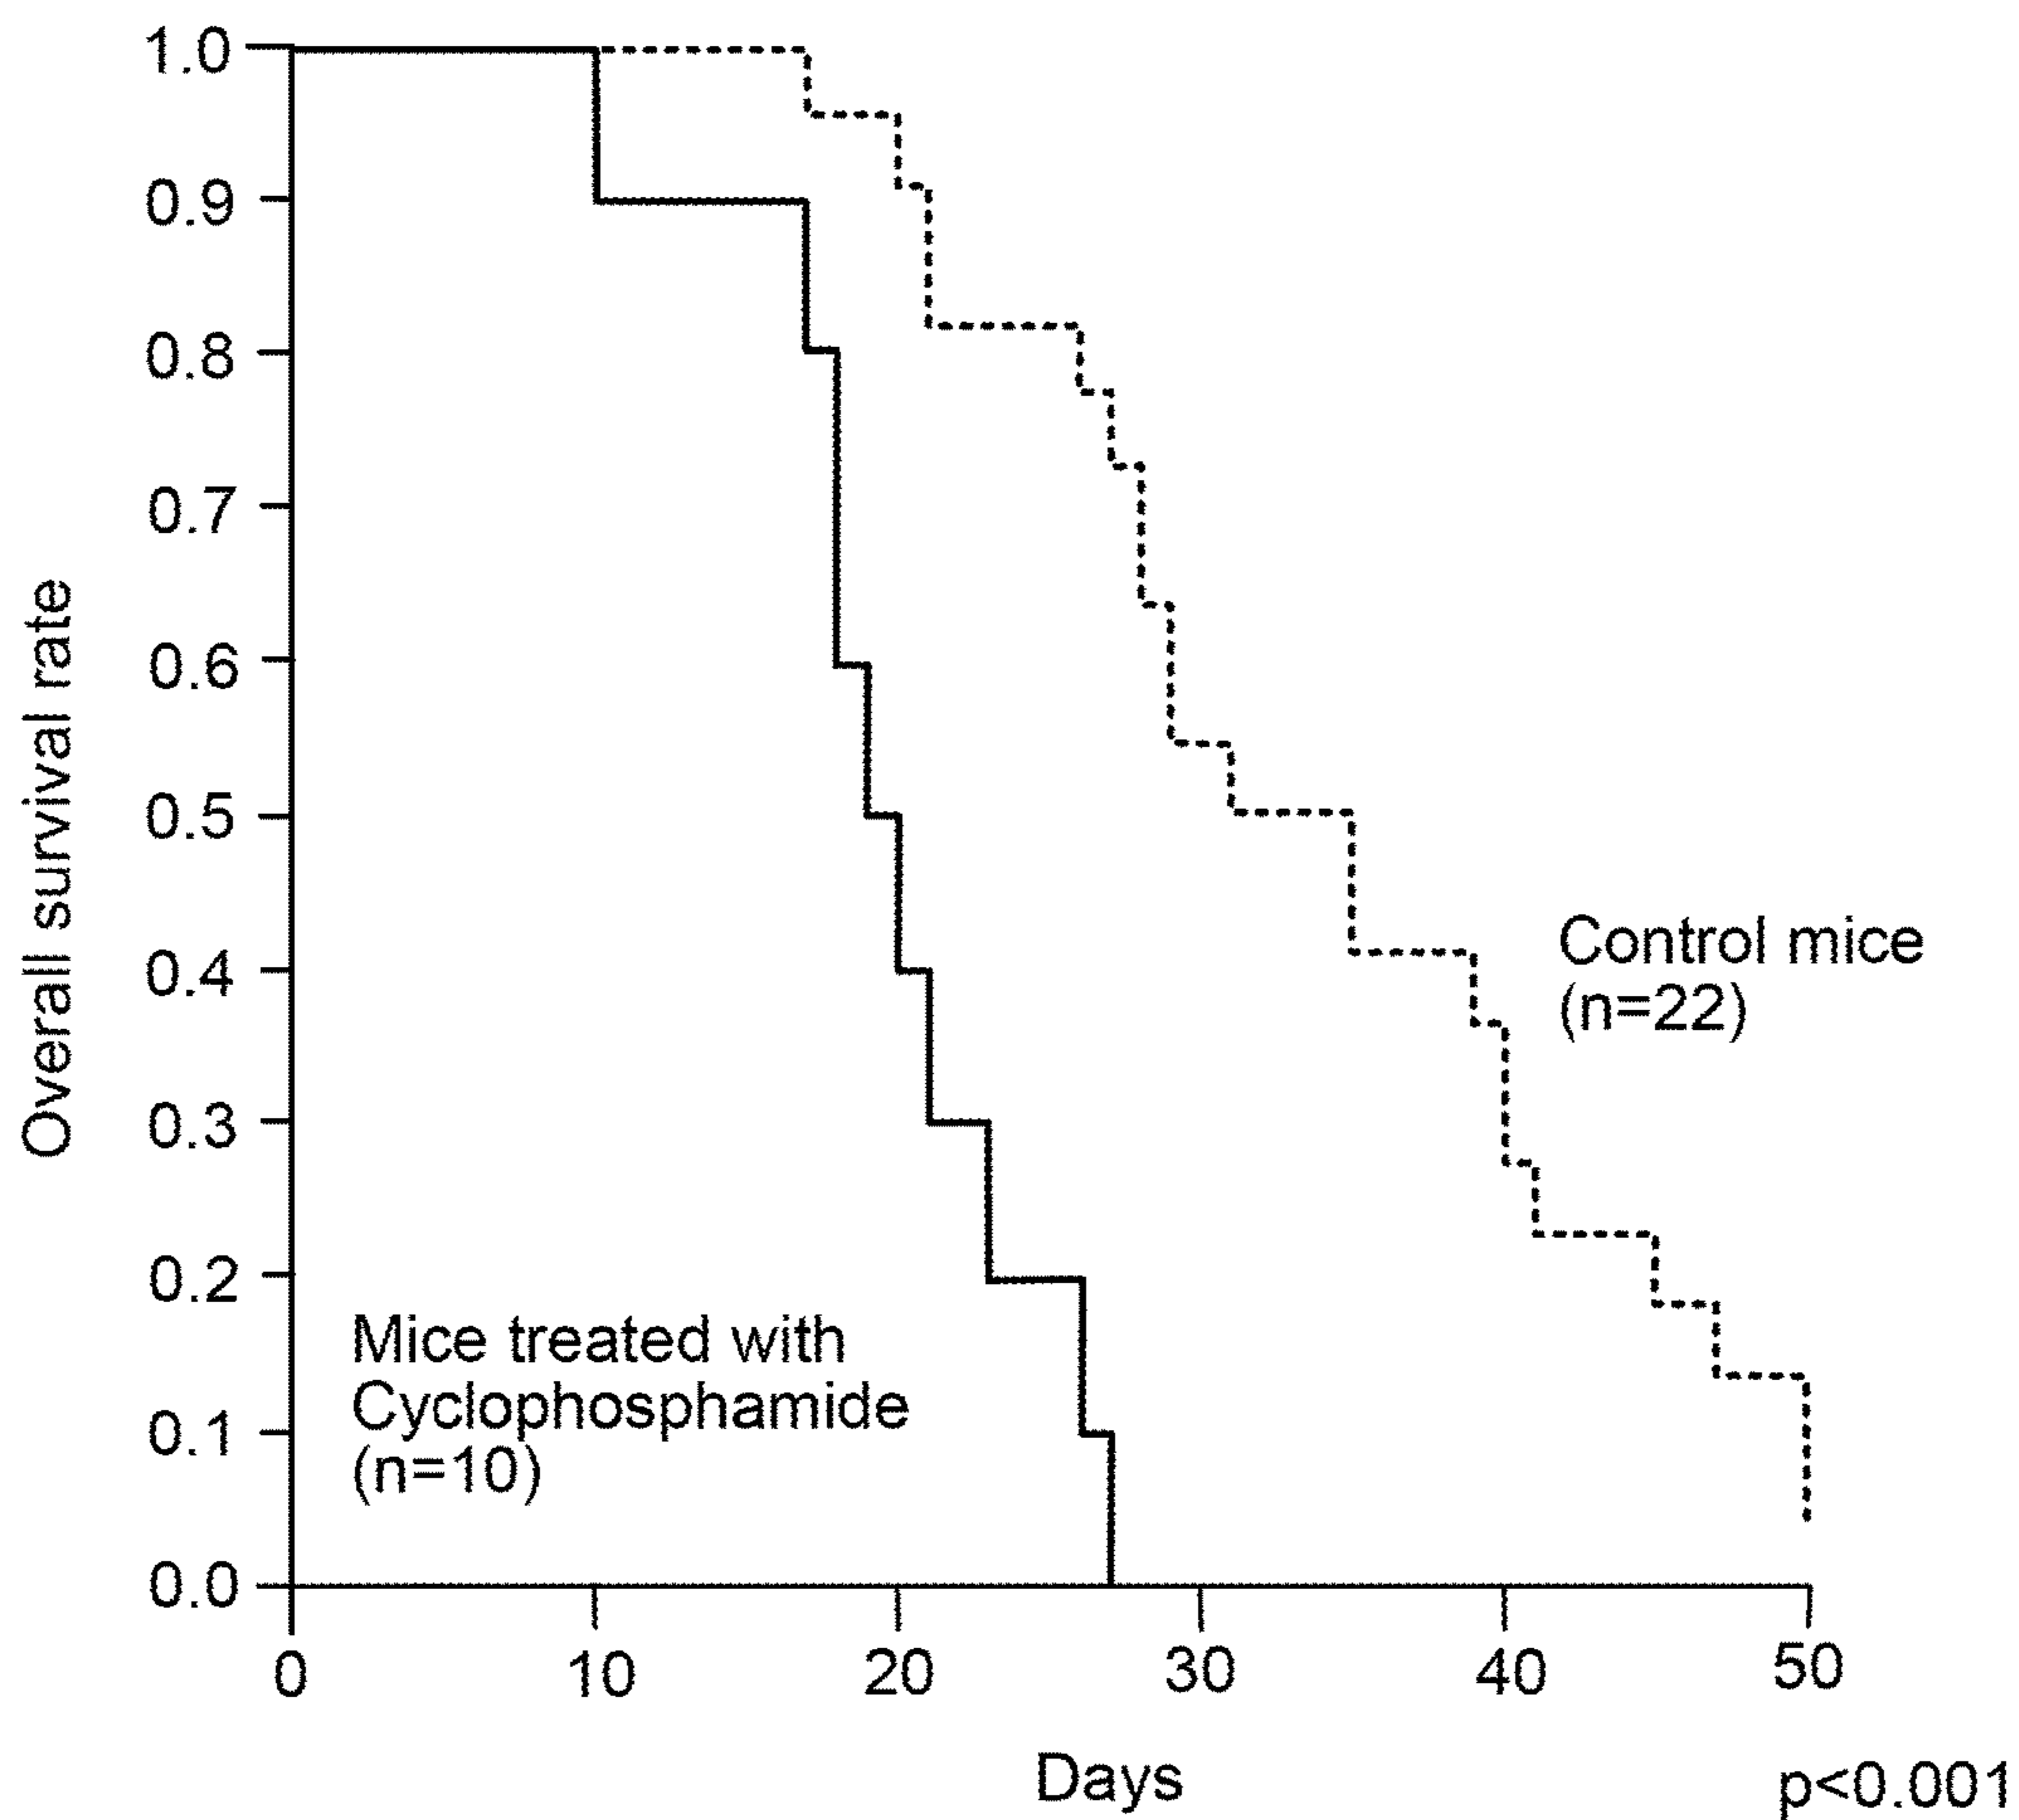 Overall survival rate
1.0
0.9
0.8
0.7
0.6
0.5
0.4
0.3
0.2
0.1
0.0
Control mice
(n=22)
Mice treated with
Cyclophosphamide
(n=10)
0
10
20
30
40
50
Days
p<0.001